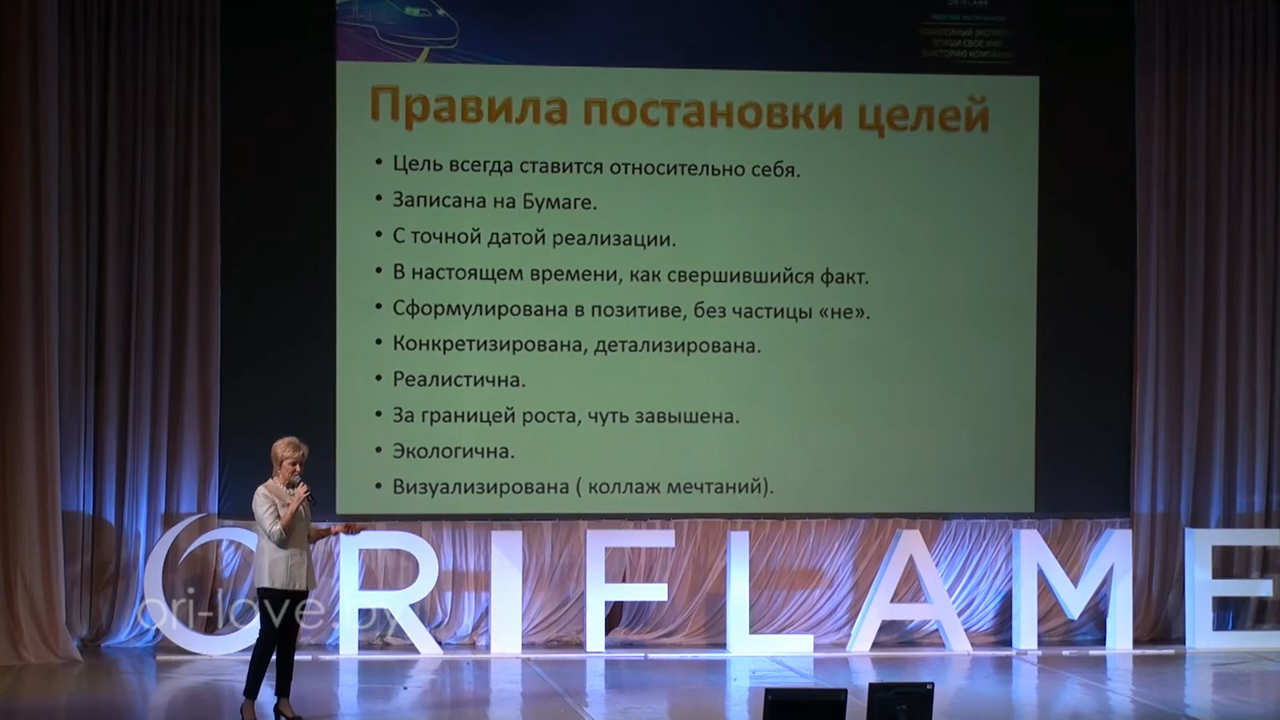 ORIFLAME
Правила постановки целей
• Цель всегда ставится относительно себя.
• Записана на Бумаге.
• С точной датой реализации.
• В настоящем времени, как свершившийся факт.
• Сформулирована в позитиве, без частицы «не».
• Конкретизирована, детализирована.
• Реалистична.
• За границей роста, чуть завышена.
• Экологична.
• Визуализирована ( коллаж мечтаний).
ORIFLAME
ori-love.by